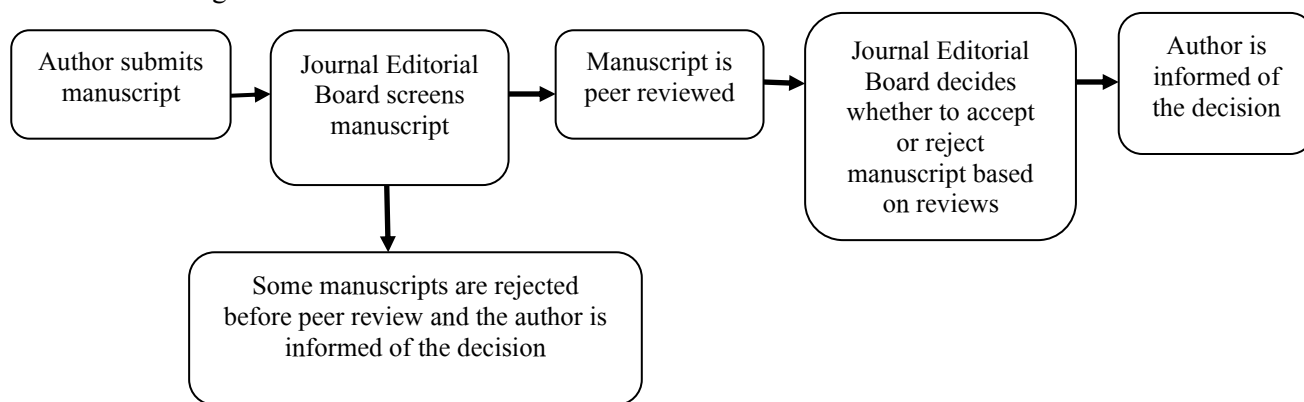 Author submits
manuscript
Journal Editorial
Board screens
manuscript
Manuscript is
peer reviewed
Journal Editorial
Board decides
whether to accept
or reject
manuscript based
on reviews
Author is
informed of
the decision
Some manuscripts are rejected
before peer review and the author is
informed of the decision